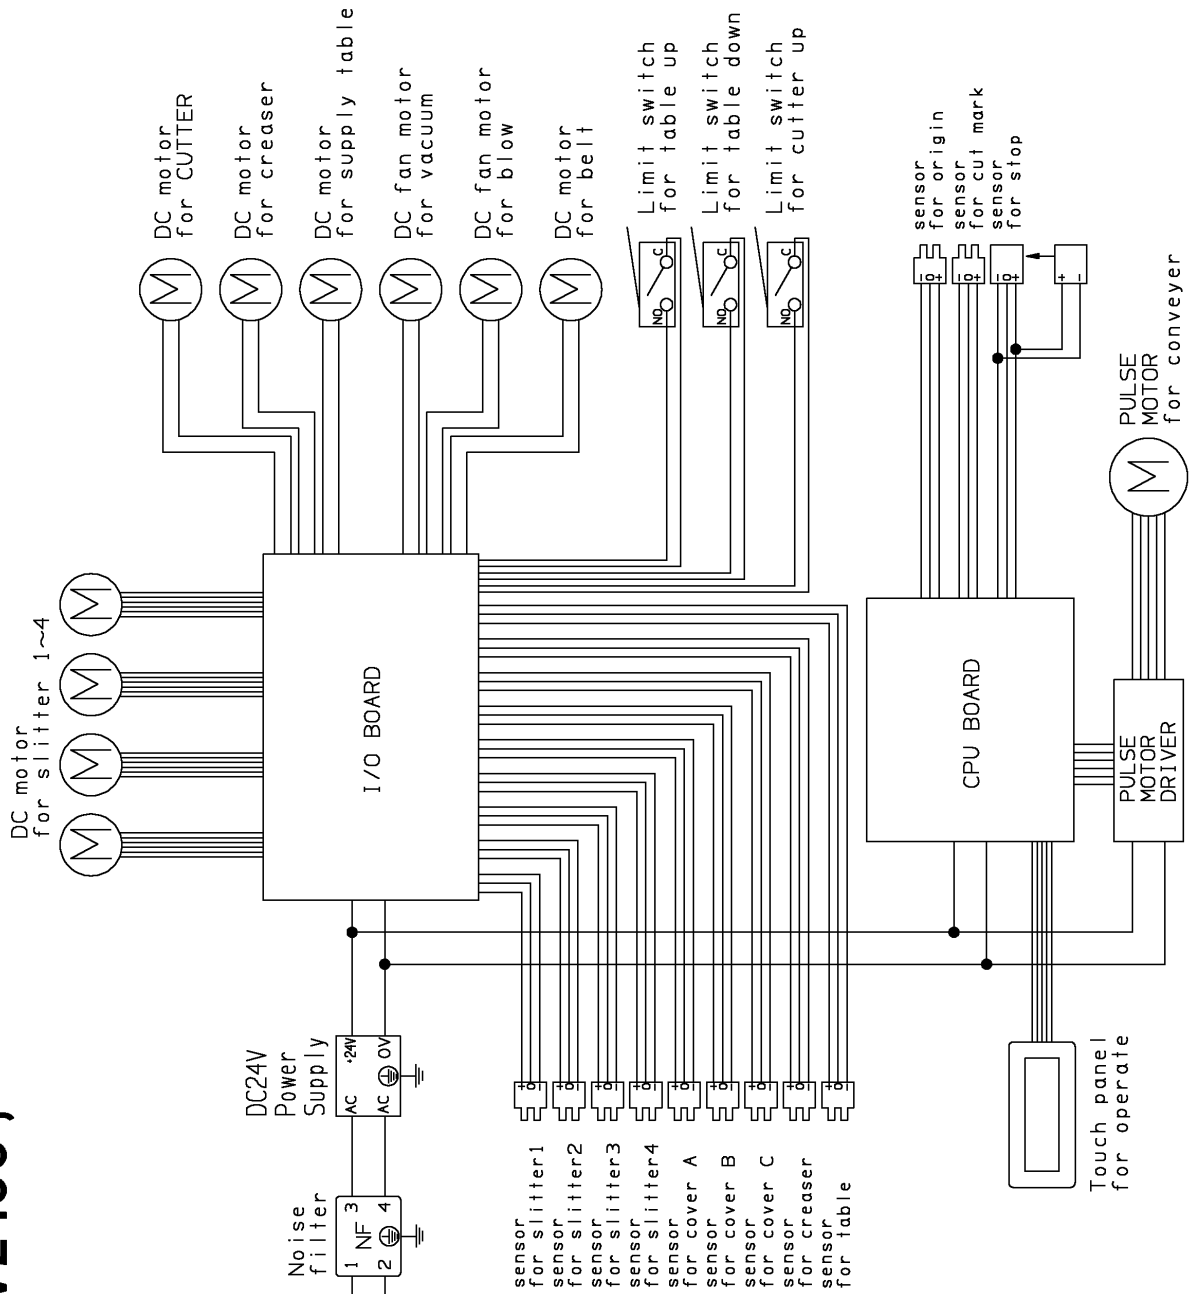 DC motor
for slitter 1~4
M
M
M
M
DC motor
for CUTTER
M
DC motor
for creaser
M
DC motor
for supply table
M
DC fan motor
for vacuum
M
DC fan motor
for blow
M
DC motor
for belt
M
Limit switch
for table up
NO C
Limit switch
for table down
NO C
Limit switch
for cutter up
NO C
I/O BOARD
DC24V
Power
Supply
AC +24V
AC 0V
Noise
filter
1 3
NF
2 4
sensor
for slitter1
+ O -
sensor
for slitter2
+ O -
sensor
for slitter3
+ O -
sensor
for slitter4
+ O -
sensor
for cover A
+ O -
sensor
for cover B
+ O -
sensor
for cover C
+ O -
sensor
for creaser
+ O -
sensor
for table
+ O -
CPU BOARD
sensor
for origin
- O +
sensor
for cut mark
- O +
sensor
for stop
- O +
+ -
PULSE
MOTOR
DRIVER
PULSE
MOTOR
for conveyer
M
Touch panel
for operate